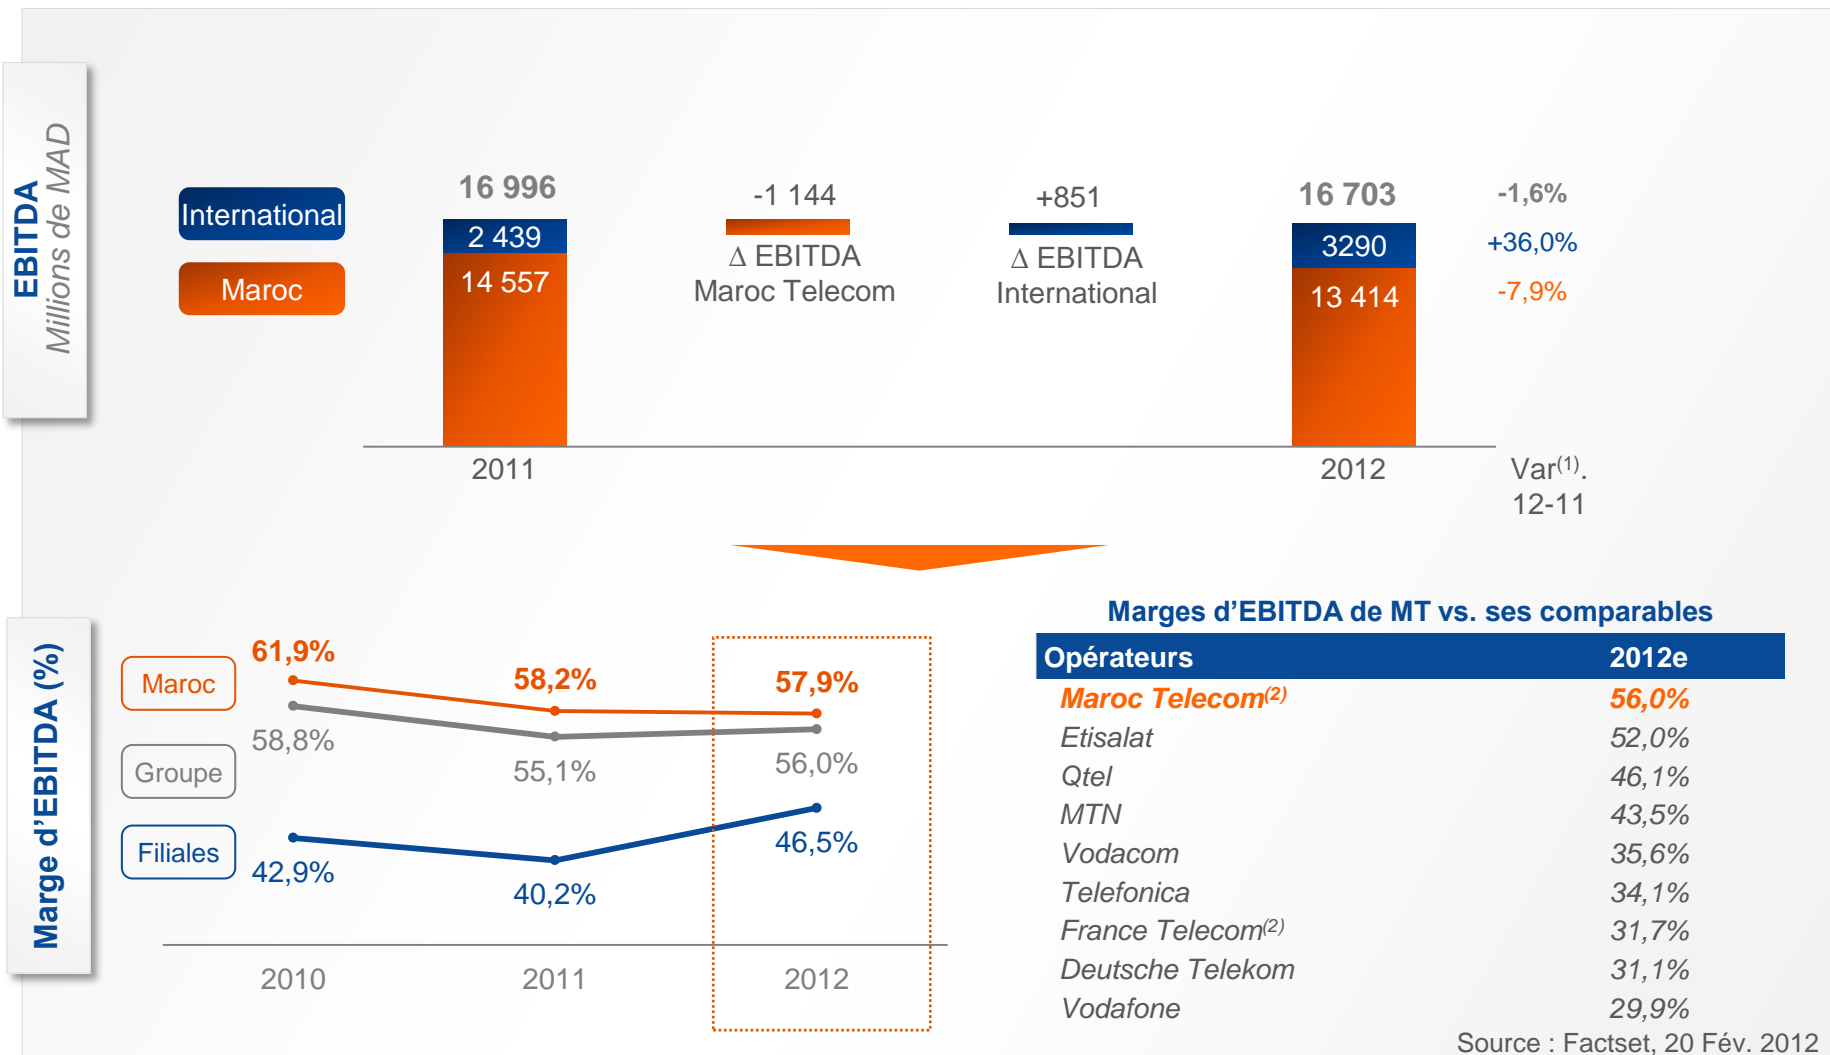 EBITDA
Millions de MAD
International
Maroc
16 996
2 439
14 557
2011
-1 144
∆ EBITDA
Maroc Telecom
+851
∆ EBITDA
International
16 703
3290
13 414
2012
-1,6%
+36,0%
-7,9%
Var(1).
12-11
Marge d’EBITDA (%)
Maroc
Groupe
Filiales
61,9%
58,2%
57,9%
58,8%
55,1%
56,0%
42,9%
40,2%
46,5%
2010
2011
2012
Marges d’EBITDA de MT vs. ses comparables
Opérateurs 2012e
Maroc Telecom(2) 56,0%
Etisalat 52,0%
Qtel 46,1%
MTN 43,5%
Vodacom 35,6%
Telefonica 34,1%
France Telecom(2) 31,7%
Deutsche Telekom 31,1%
Vodafone 29,9%
Source : Factset, 20 Fév. 2012